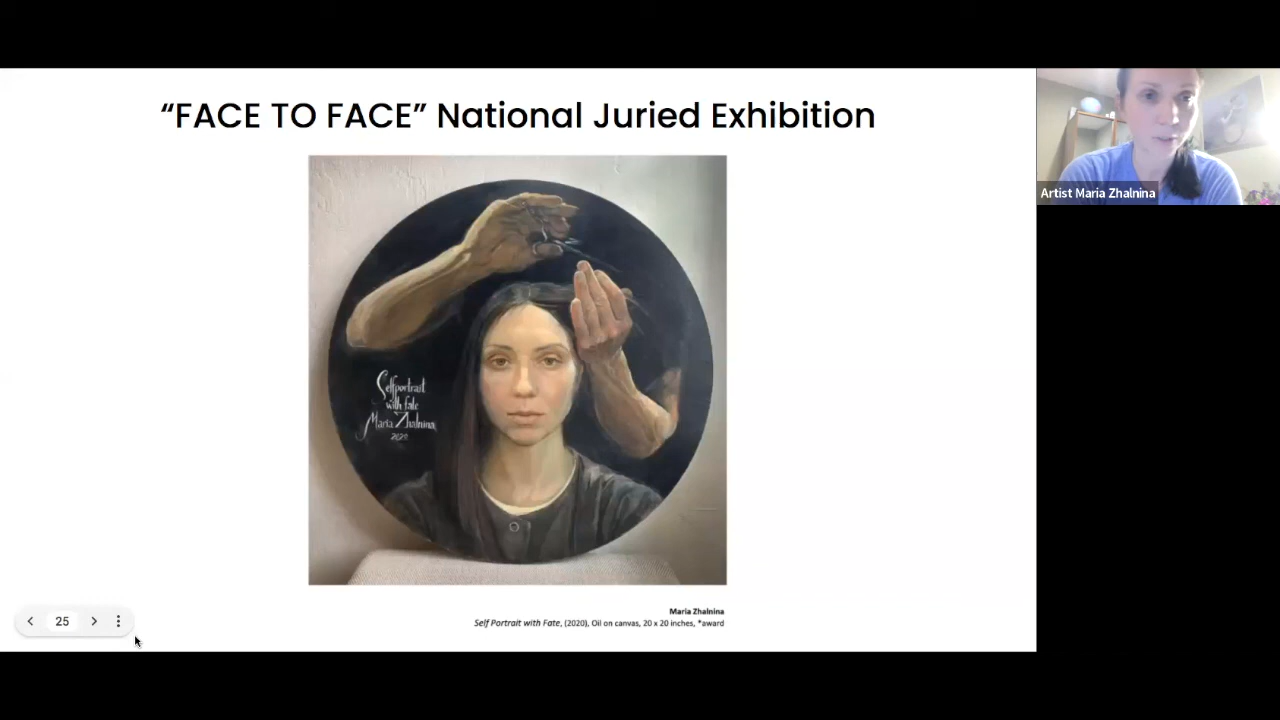 “FACE TO FACE” National Juried Exhibition
Artist Maria Zhalnina
Selfportrait
with fate
Maria Zhalnina
2020
Maria Zhalnina
Self Portrait with Fate, (2020), Oil on canvas, 20 x 20 inches, *award
25